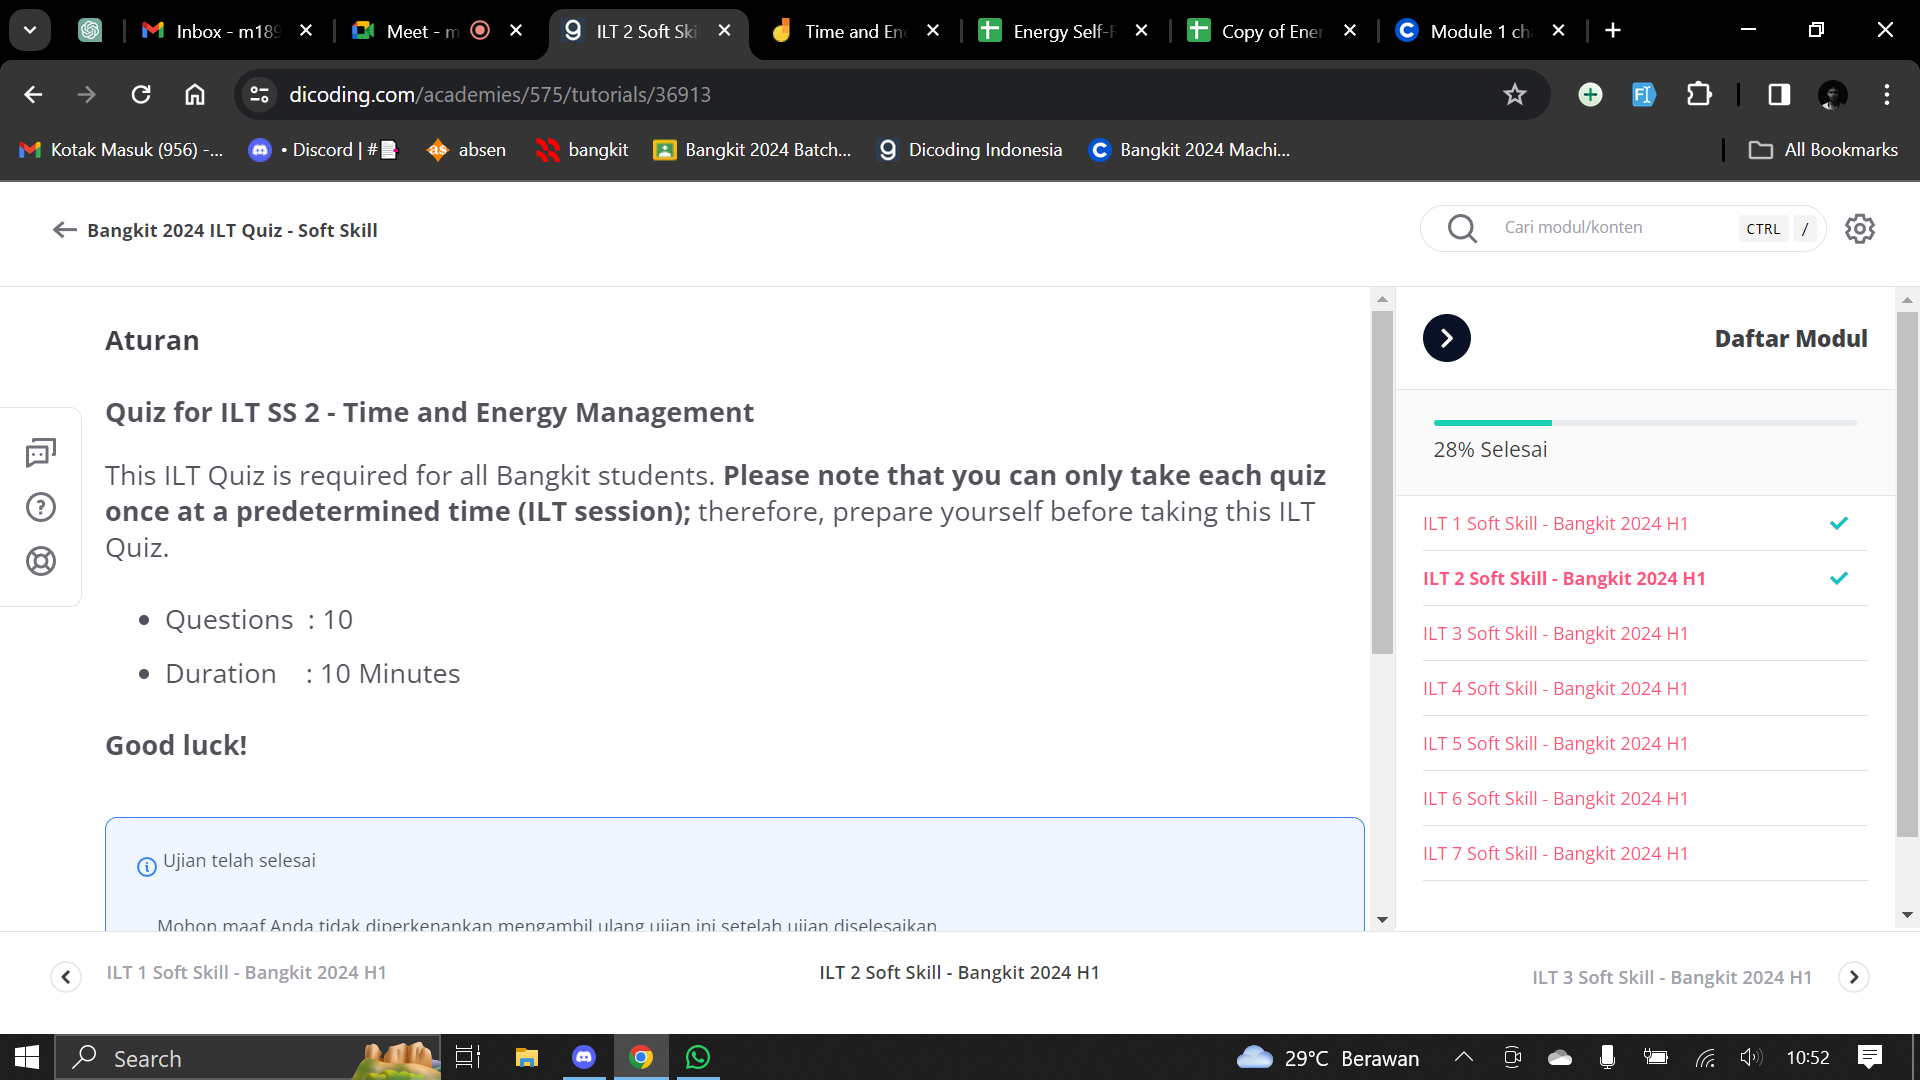 Inbox - m189
Meet - m
ILT 2 Soft Ski
Time and En
Energy Self-R
Copy of Ener
Module 1 ch
dicoding.com/academies/575/tutorials/36913
Kotak Masuk (956) -...
• Discord | #
absen
bangkit
Bangkit 2024 Batch...
Dicoding Indonesia
Bangkit 2024 Machi...
All Bookmarks
Bangkit 2024 ILT Quiz - Soft Skill
Cari modul/konten
CTRL /
Aturan
Quiz for ILT SS 2 - Time and Energy Management
This ILT Quiz is required for all Bangkit students. Please note that you can only take each quiz
once at a predetermined time (ILT session); therefore, prepare yourself before taking this ILT
Quiz.
• Questions : 10
• Duration : 10 Minutes
Good luck!
Ujian telah selesai
Mohon maaf Anda tidak diperkenankan mengambil ulang ujian ini setelah ujian diselesaikan.
Daftar Modul
28% Selesai
ILT 1 Soft Skill - Bangkit 2024 H1
ILT 2 Soft Skill - Bangkit 2024 H1
ILT 3 Soft Skill - Bangkit 2024 H1
ILT 4 Soft Skill - Bangkit 2024 H1
ILT 5 Soft Skill - Bangkit 2024 H1
ILT 6 Soft Skill - Bangkit 2024 H1
ILT 7 Soft Skill - Bangkit 2024 H1
ILT 1 Soft Skill - Bangkit 2024 H1
ILT 2 Soft Skill - Bangkit 2024 H1
ILT 3 Soft Skill - Bangkit 2024 H1
Search
29°C Berawan
10:52